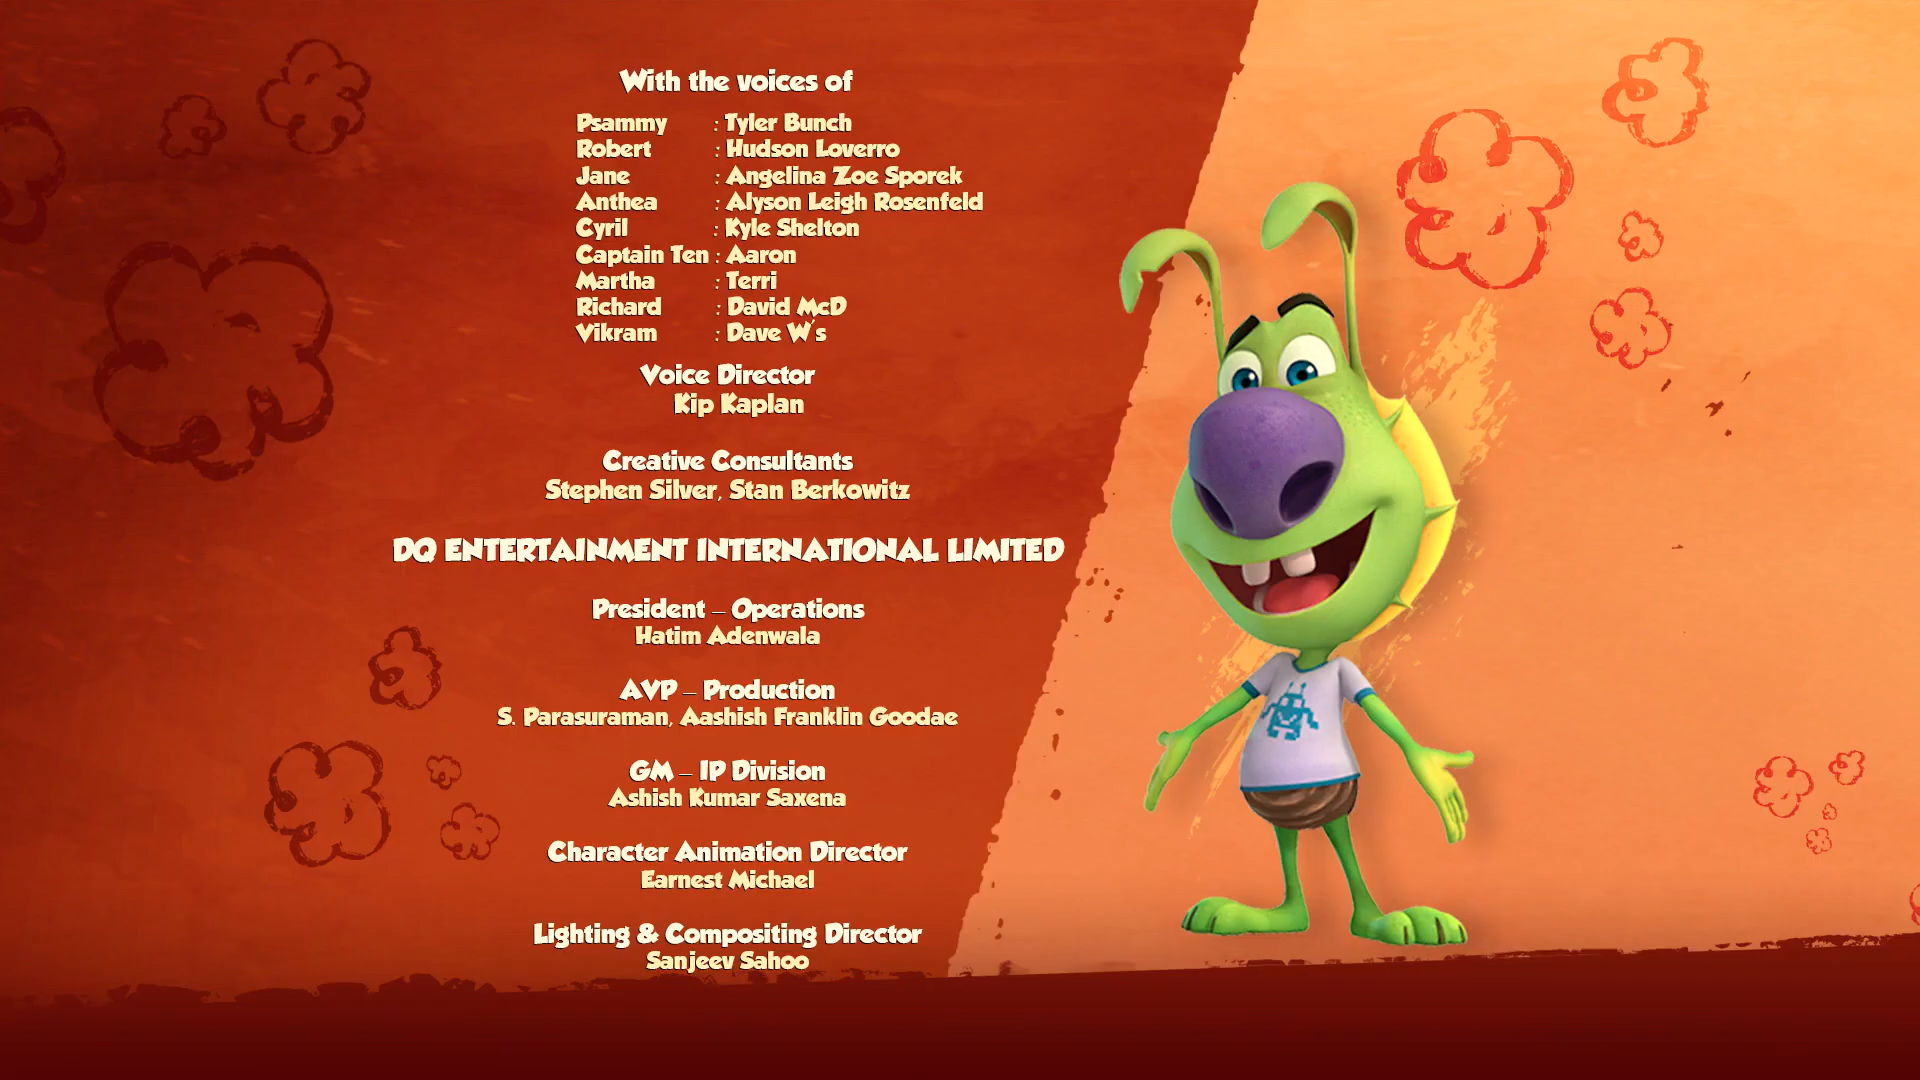 With the voices of
Psammy : Tyler Bunch
Robert : Hudson Loverro
Jane : Angelina Zoe Sporek
Anthea : Alyson Leigh Rosenfeld
Cyril : Kyle Shelton
Captain Ten : Aaron
Martha : Terri
Richard : David McD
Vikram : Dave W's
Voice Director
Kip Kaplan
Creative Consultants
Stephen Silver, Stan Berkowitz
DQ ENTERTAINMENT INTERNATIONAL LIMITED
President – Operations
Hatim Adenwala
AVP – Production
S. Parasuraman, Aashish Franklin Goodae
GM – IP Division
Ashish Kumar Saxena
Character Animation Director
Earnest Michael
Lighting & Compositing Director
Sanjeev Sahoo